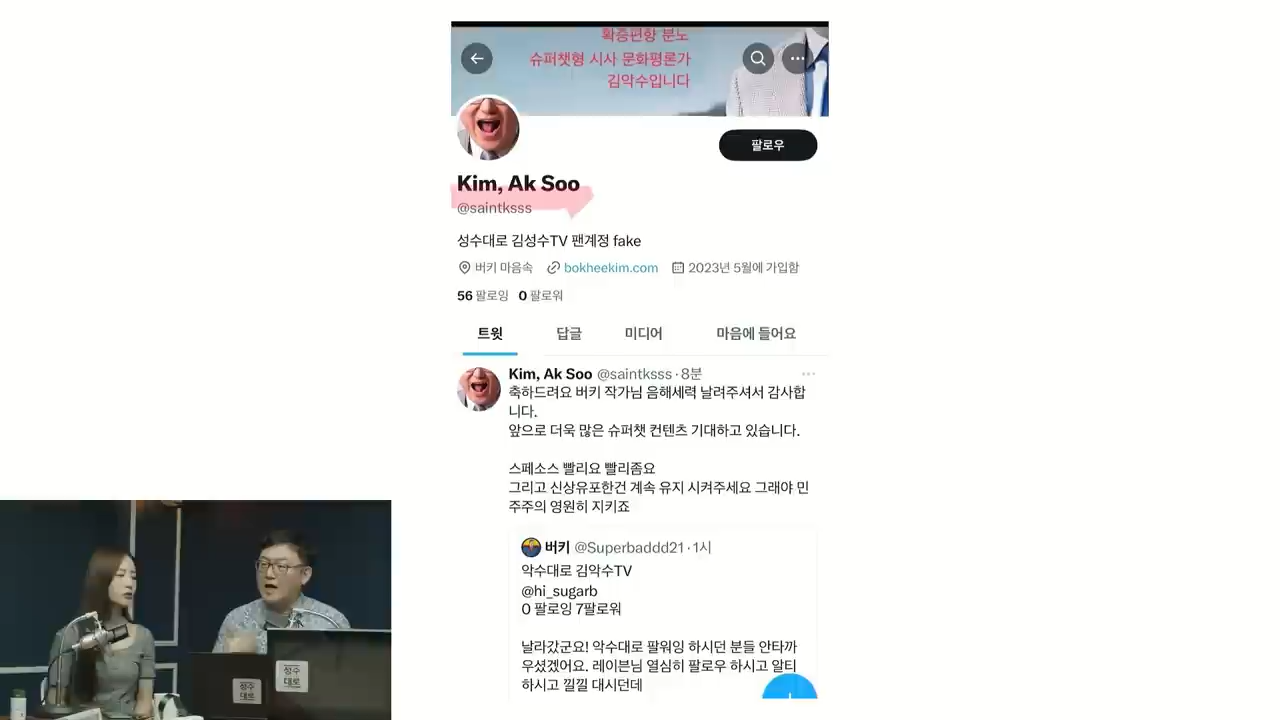 확증편향 분노
슈퍼챗형 시사 문화평론가
김악수입니다
팔로우
Kim, Ak Soo
@saintksss
성수대로 김성수TV 팬계정 fake
버키 마음속 bokheekim.com 2023년 5월에 가입함
56 팔로잉 0 팔로워
트윗 답글 미디어 마음에 들어요
Kim, Ak Soo @saintksss · 8분
축하드려요 버키 작가님 음해세력 날려주셔서 감사합
니다.
앞으로 더욱 많은 슈퍼챗 컨텐츠 기대하고 있습니다.
스페소스 빨리요 빨리좀요
그리고 신상유포한건 계속 유지 시켜주세요 그래야 민
주주의 영원히 지키죠
버키 @Superbaddd21 · 1시
악수대로 김악수TV
@hi_sugarb
0 팔로잉 7팔로워
날라갔군요! 악수대로 팔워잉 하시던 분들 안타까
우셨겠어요. 레이븐님 열심히 팔로우 하시고 알티
하시고 낄낄 대시던데
성수
대로
성수
대로